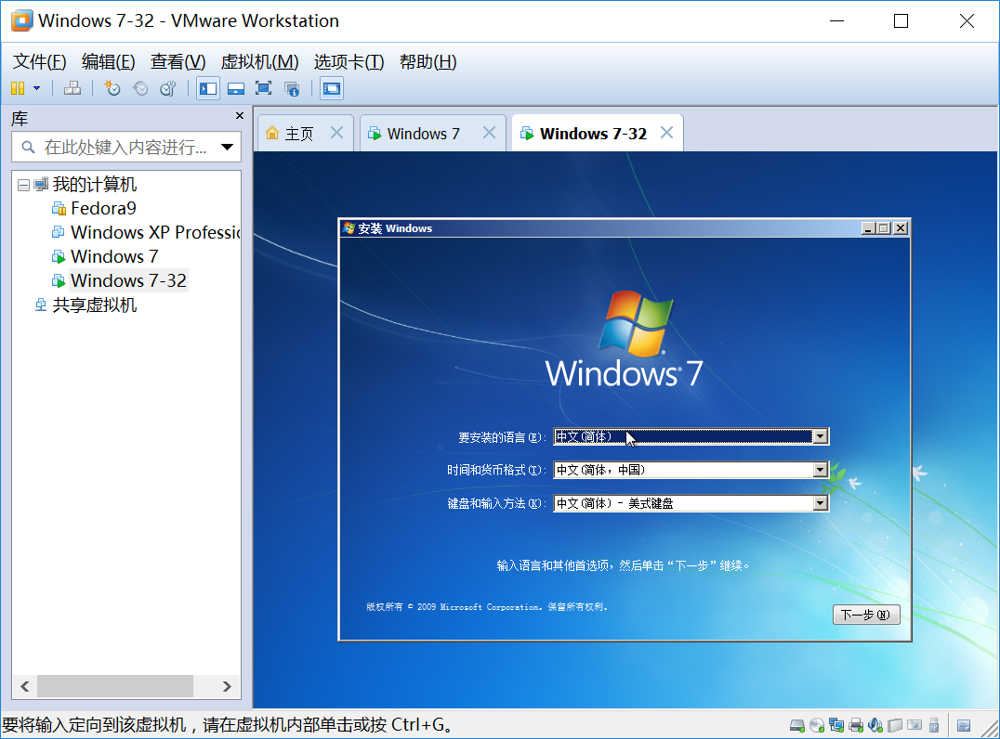 Windows 7-32 - VMware Workstation
文件(F) 编辑(E) 查看(V) 虚拟机(M) 选项卡(T) 帮助(H)
库
在此处键入内容进行...
我的计算机
Fedora9
Windows XP Professio
Windows 7
Windows 7-32
共享虚拟机
主页 Windows 7 Windows 7-32
安装 Windows
Windows 7
要安装的语言(E): 中文(简体)
时间和货币格式(T): 中文(简体，中国)
键盘和输入方法(K): 中文(简体) - 美式键盘
输入语言和其他首选项，然后单击“下一步”继续。
版权所有 © 2009 Microsoft Corporation。保留所有权利。
下一步(N)
要将输入定向到该虚拟机，请在虚拟机内部单击或按 Ctrl+G。